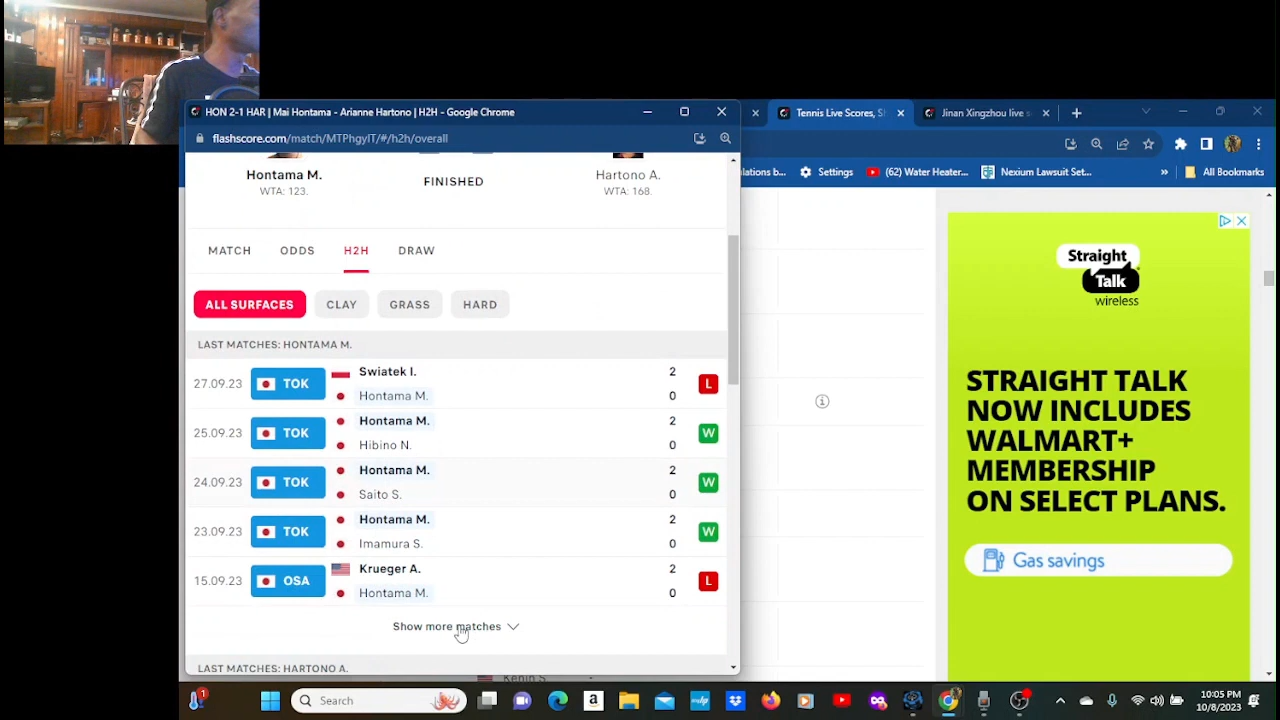 HON 2-1 HAR | Mai Hontama - Arianne Hartono | H2H - Google Chrome
Tennis Live Scores, S
Jinan Xingzhou live s
flashscore.com/match/MTPhgyIT/#/h2h/overall
Hontama M.
WTA: 123.
FINISHED
Hartono A.
WTA: 168.
ulations b...
Settings
(62) Water Heater...
Nexium Lawsuit Set...
»
All Bookmarks
MATCH
ODDS
H2H
DRAW
ALL SURFACES
CLAY
GRASS
HARD
LAST MATCHES: HONTAMA M.
27.09.23 TOK Swiatek I. 2 L
Hontama M. 0
25.09.23 TOK Hontama M. 2 W
Hibino N. 0
24.09.23 TOK Hontama M. 2 W
Saito S. 0
23.09.23 TOK Hontama M. 2 W
Imamura S. 0
15.09.23 OSA Krueger A. 2 L
Hontama M. 0
Show more matches
LAST MATCHES: HARTONO A.
Straight
Talk
wireless
STRAIGHT TALK
NOW INCLUDES
WALMART+
MEMBERSHIP
ON SELECT PLANS.
Gas savings
1
Search
10:05 PM
10/8/2023